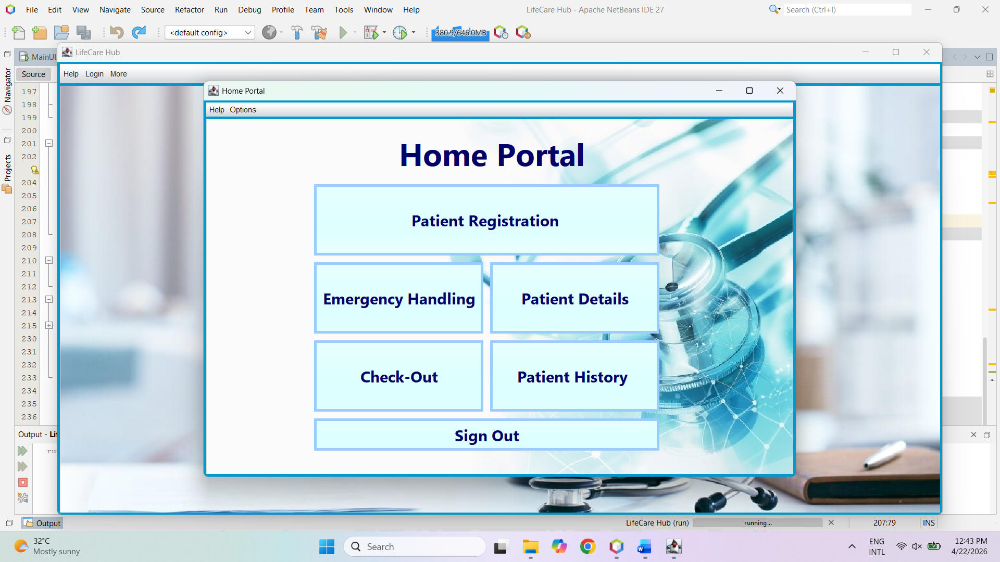 File Edit View Navigate Source Refactor Run Debug Profile Team Tools Window Help
LifeCare Hub - Apache NetBeans IDE 27
Search (Ctrl+I)
<default config>
380.9/646.0MB
MainUI
LifeCare Hub
Source
Help Login More
Navigator
Projects
Home Portal
Help Options
Home Portal
Patient Registration
Emergency Handling
Patient Details
Check-Out
Patient History
Sign Out
197
198
199
200
201
202
204
205
206
207
208
209
210
211
212
213
214
215
230
231
232
233
234
235
236
Output -
Output
LifeCare Hub (run)
running...
207:79
INS
32°C
Mostly sunny
Search
ENG
INTL
12:43 PM
4/22/2026